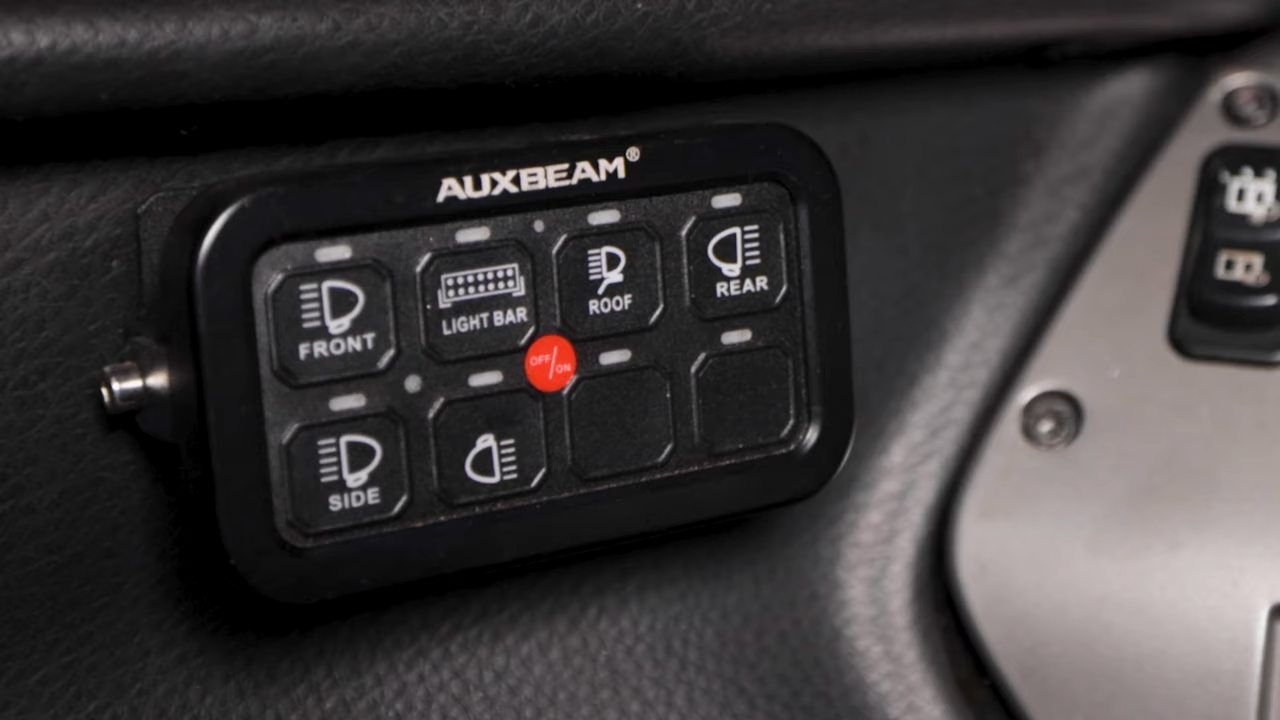 AUXBEAM®
FRONT
LIGHT BAR
ROOF
REAR
OFF/ON
SIDE